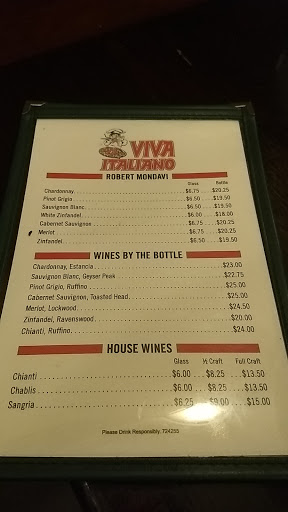 VIVA
ITALIANO
ROBERT MONDAVI
Glass Bottle
Chardonnay $6.75 $20.25
Pinot Grigio $6.50 $19.50
Sauvignon Blanc $6.50 $19.50
White Zinfandel $6.00 $18.00
Cabernet Sauvignon $6.75 $20.25
Merlot $6.75 $20.25
Zinfandel $6.50 $19.50
WINES BY THE BOTTLE
Chardonnay, Estancia $23.00
Sauvignon Blanc, Geyser Peak $22.75
Pinot Grigio, Ruffino $25.00
Cabernet Sauvignon, Toasted Head $25.00
Merlot, Lockwood $24.50
Zinfandel, Ravenswood $20.00
Chianti, Ruffino $24.00
HOUSE WINES
Glass ½ Craft Full Craft
Chianti $6.00 $8.25 $13.50
Chablis $6.00 $8.25 $13.50
Sangria $6.25 $9.00 $15.00
Please Drink Responsibly. 724255